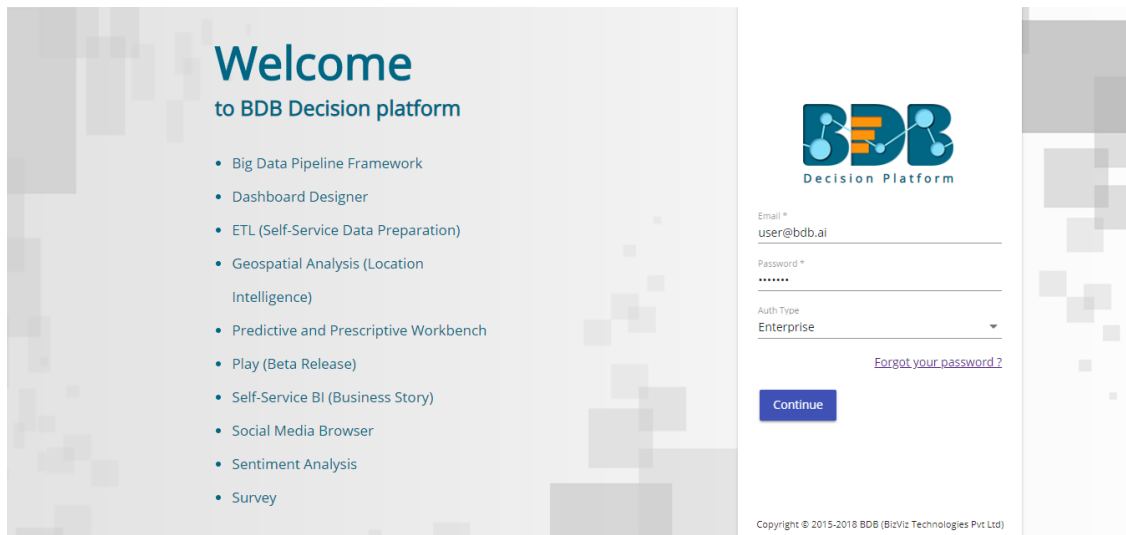 Welcome
to BDB Decision platform
• Big Data Pipeline Framework
• Dashboard Designer
• ETL (Self-Service Data Preparation)
• Geospatial Analysis (Location
Intelligence)
• Predictive and Prescriptive Workbench
• Play (Beta Release)
• Self-Service BI (Business Story)
• Social Media Browser
• Sentiment Analysis
• Survey
BDB
Decision Platform
Email *
user@bdb.ai
Password *
•••••••
Auth Type
Enterprise
Forgot your password ?
Continue
Copyright © 2015-2018 BDB (BizViz Technologies Pvt Ltd)